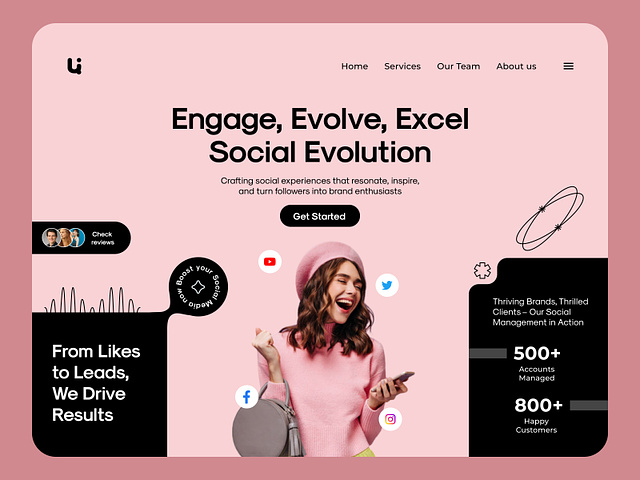 Home Services Our Team About us
Engage, Evolve, Excel
Social Evolution
Crafting social experiences that resonate, inspire,
and turn followers into brand enthusiasts
Get Started
Check
reviews
Boost your Social Media now
From Likes
to Leads,
We Drive
Results
Thriving Brands, Thrilled
Clients – Our Social
Management in Action
500+
Accounts
Managed
800+
Happy
Customers